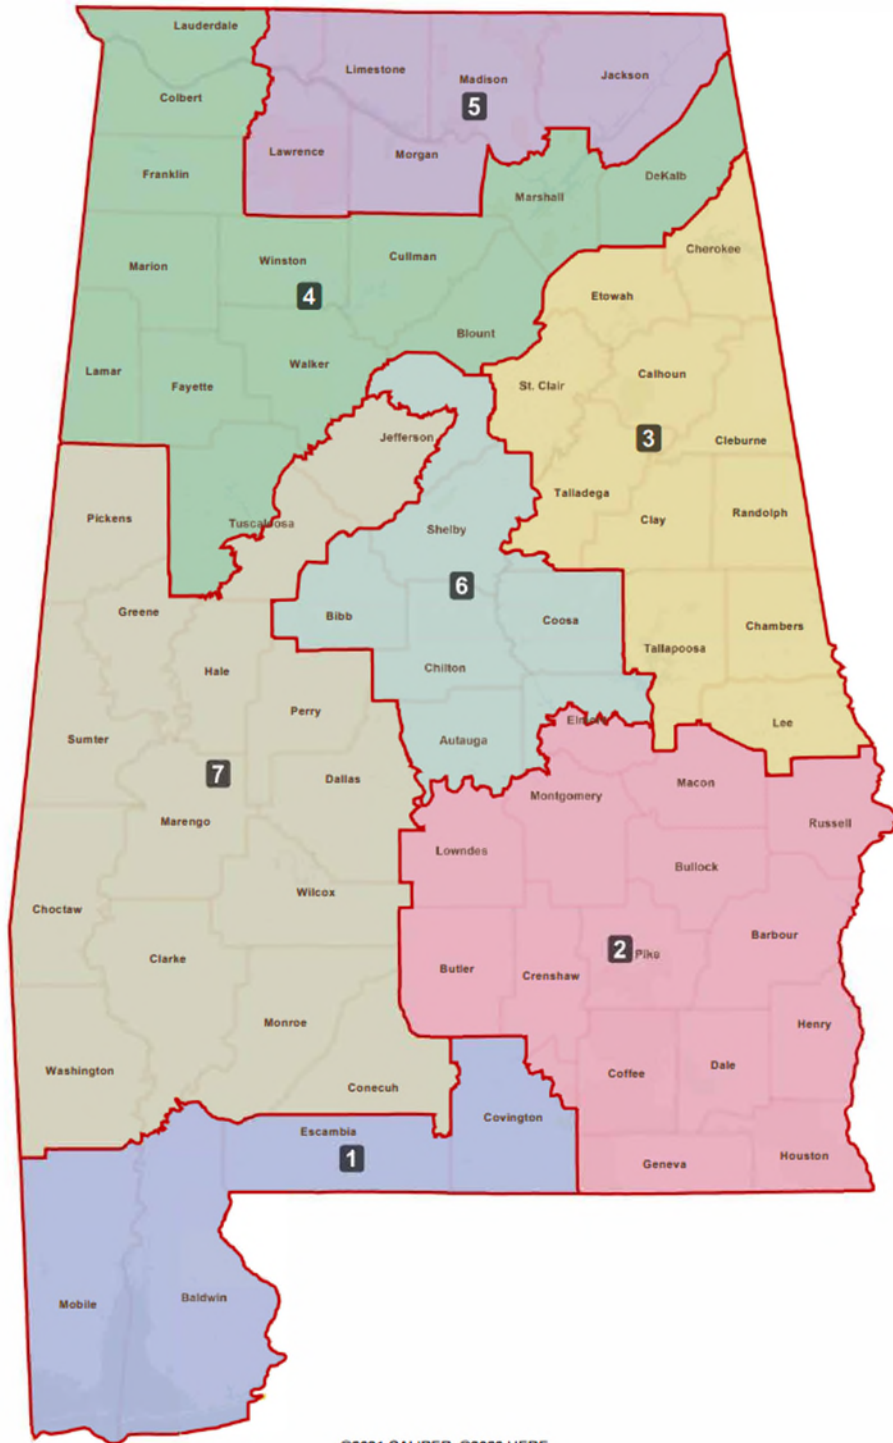 Lauderdale
Limestone
Madison
Jackson
Colbert
5
Lawrence
Morgan
Franklin
Marshall
DeKalb
Marion
Winston
Cullman
Cherokee
4
Etowah
Blount
Lamar
Fayette
Walker
St. Clair
Calhoun
Jefferson
3
Cleburne
Pickens
Tuscaloosa
Shelby
Talladega
Clay
Randolph
6
Greene
Bibb
Coosa
Chambers
Hale
Chilton
Tallapoosa
Perry
Sumter
Autauga
Lee
7
Dallas
Montgomery
Macon
Marengo
Lowndes
Russell
Bullock
Choctaw
Wilcox
Barbour
Clarke
Butler
Crenshaw
2
Pike
Monroe
Henry
Washington
Conecuh
Coffee
Dale
Covington
Escambia
1
Geneva
Houston
Mobile
Baldwin